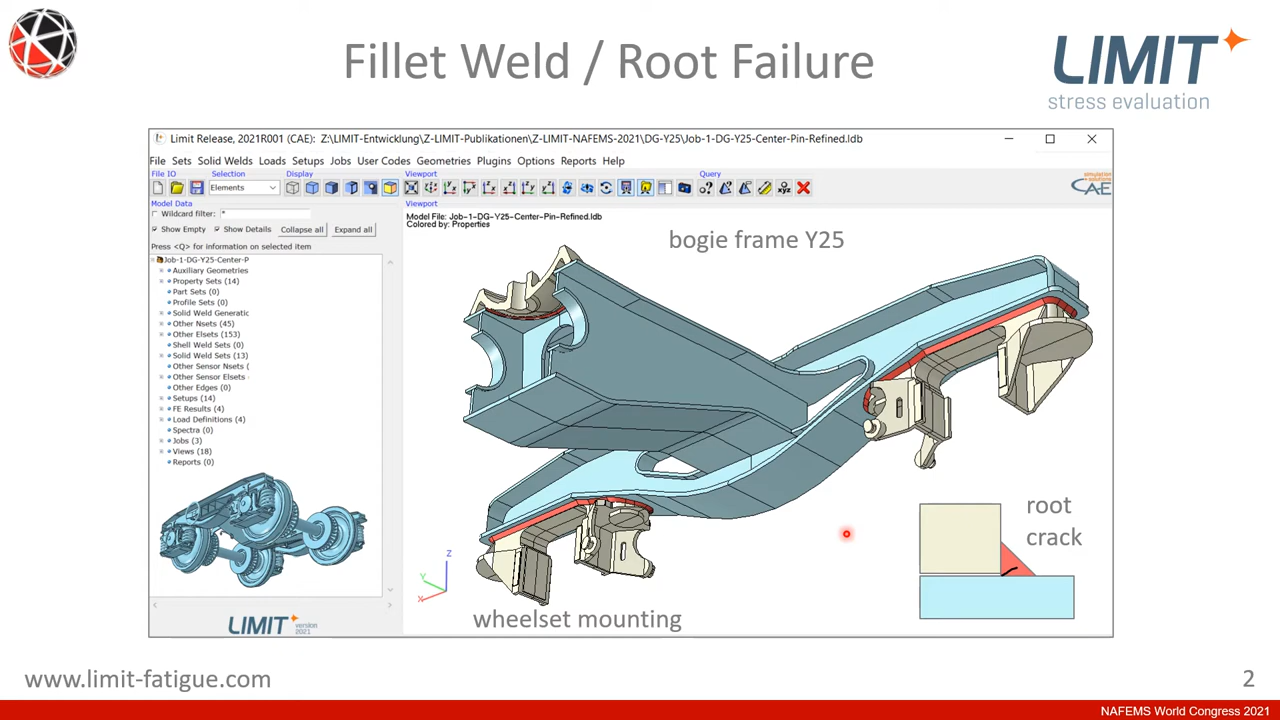 Fillet Weld / Root Failure
LIMIT
stress evaluation
Limit Release, 2021R001 (CAE): Z:\LIMIT-Entwicklung\Z-LIMIT-Publikationen\Z-LIMIT-NAFEMS-2021\DG-Y25\Job-1-DG-Y25-Center-Pin-Refined.ldb
File Sets Solid Welds Loads Setups Jobs User Codes Geometries Plugins Options Reports Help
File IO Selection Display Viewport Query
Elements
simulation
solutions
CAE
Model Data
Wildcard filter: *
Show Empty Show Details Collapse all Expand all
Press <Q> for information on selected item
Job-1-DG-Y25-Center-P
Auxiliary Geometries
Property Sets (14)
Part Sets (0)
Profile Sets (0)
Solid Weld Generatic
Other Nsets (45)
Other Elsets (153)
Shell Weld Sets (0)
Solid Weld Sets (13)
Other Sensor Nsets (
Other Sensor Elsets
Other Edges (0)
Setups (14)
FE Results (4)
Load Definitions (4)
Spectra (0)
Jobs (3)
Views (18)
Reports (0)
LIMIT version
2021
Viewport
Model File: Job-1-DG-Y25-Center-Pin-Refined.ldb
Colored by: Properties
bogie frame Y25
Z
Y
X
wheelset mounting
root
crack
www.limit-fatigue.com
2
NAFEMS World Congress 2021